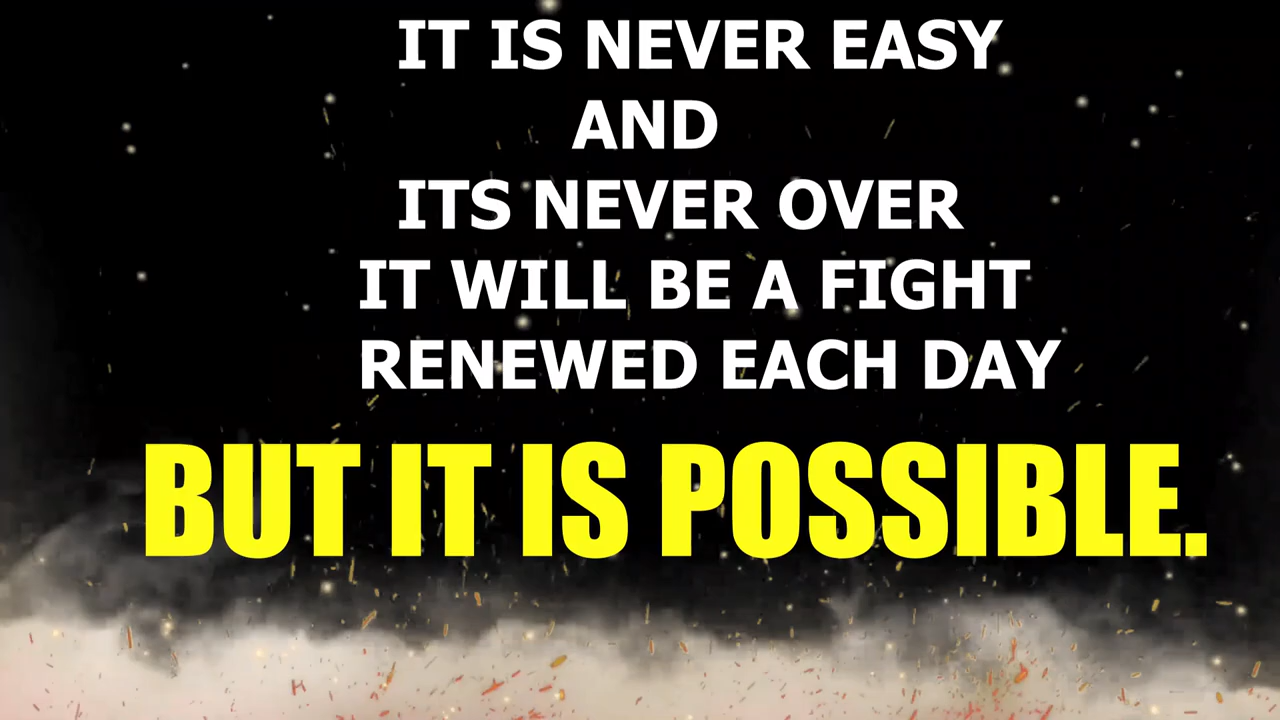 IT IS NEVER EASY
AND
ITS NEVER OVER
IT WILL BE A FIGHT
RENEWED EACH DAY
BUT IT IS POSSIBLE.